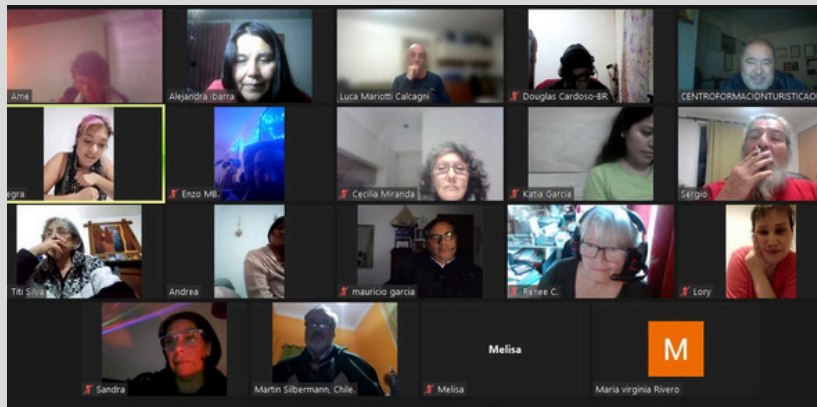 Ame
Alejandra Ibarra
Luca Mariotti Calcagni
Douglas Cardoso-BR
CENTROFORMACIONTURISTICAO
egra
Enzo MB.
Cecilia Miranda
Katia Garcia
Sergio
Titi Silva
Andrea
mauricio garcia
Renee C.
Lory
Sandra
Martin Silbermann, Chile.
Melisa
Melisa
M
Maria virginia Rivero